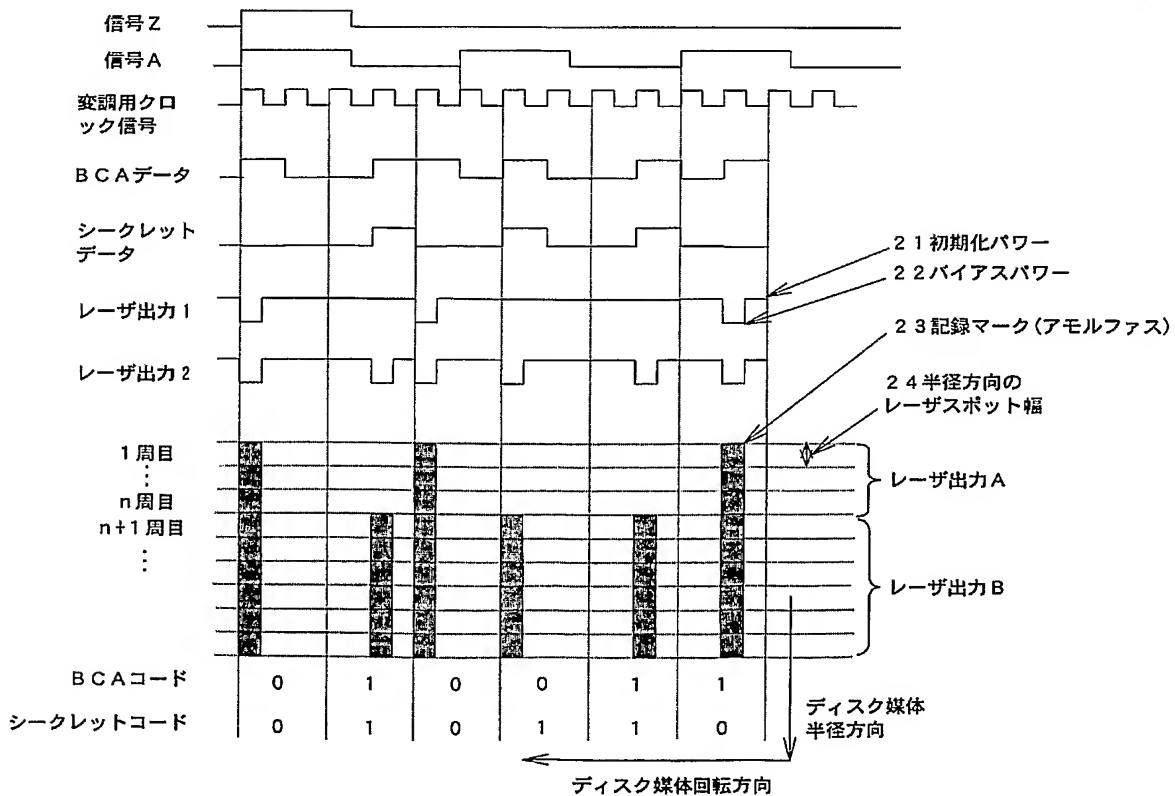 信号Z
信号A
変調用クロ
ック信号
BCAデータ
シークレット
データ
21初期化パワー
22バイアスパワー
レーザ出力1
23記録マーク(アモルファス)
レーザ出力2
24半径方向の
レーザスポット幅
1周目
⋮
n周目
n+1周目
⋮
レーザ出力A
レーザ出力B
BCAコード 0 1 0 0 1 1
シークレットコード 0 1 0 1 1 0
ディスク媒体
半径方向
ディスク媒体回転方向